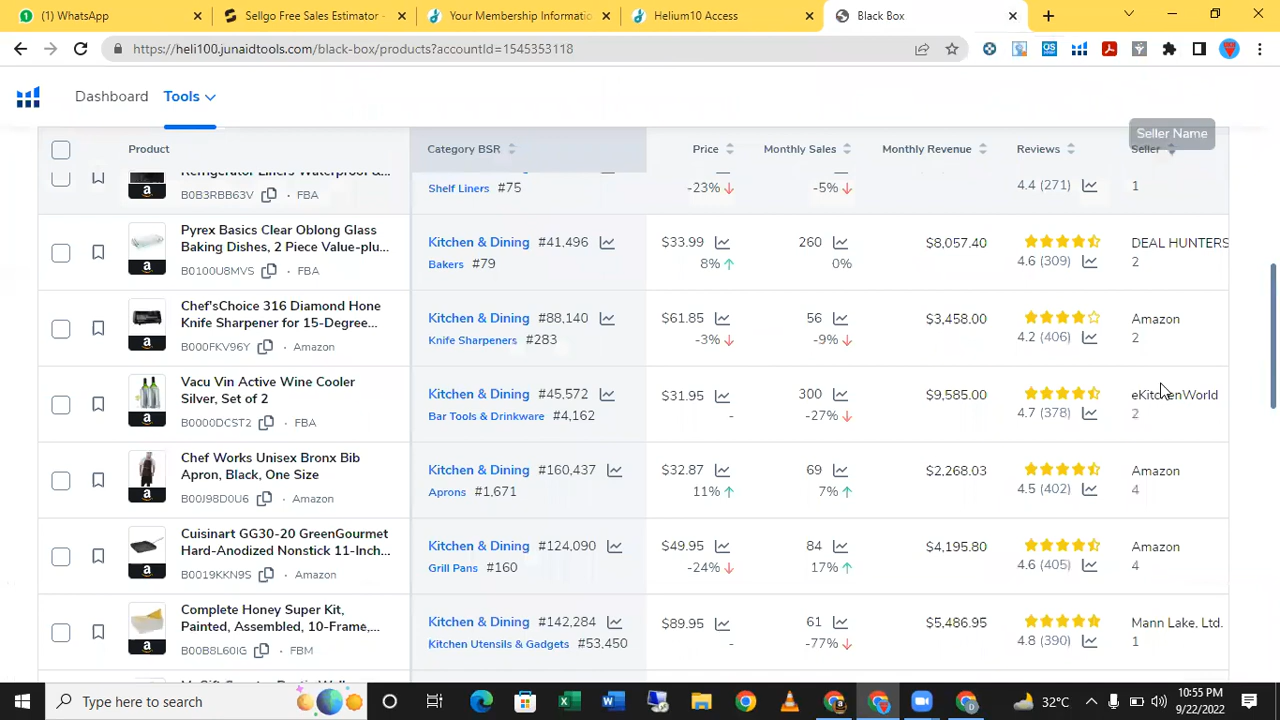 (1) WhatsApp
Sellgo Free Sales Estimator -
Your Membership Informatio
Helium10 Access
Black Box
https://heli100.junaidtools.com/black-box/products?accountId=1545353118
Dashboard
Tools
Seller Name
Product
Category BSR
Price
Monthly Sales
Monthly Revenue
Reviews
Seller
Refrigerator Liners Waterproof &...
B0B3RBB63V • FBA
Shelf Liners #75
-23%
-5%
4.4 (271)
1
Pyrex Basics Clear Oblong Glass
Baking Dishes, 2 Piece Value-plu...
B0100U8MVS • FBA
Kitchen & Dining #41,496
Bakers #79
$33.99
8%
260
0%
$8,057.40
4.6 (309)
DEAL HUNTERS
2
Chef'sChoice 316 Diamond Hone
Knife Sharpener for 15-Degree...
B000FKV96Y • Amazon
Kitchen & Dining #88,140
Knife Sharpeners #283
$61.85
-3%
56
-9%
$3,458.00
4.2 (406)
Amazon
2
Vacu Vin Active Wine Cooler
Silver, Set of 2
B0000DCST2 • FBA
Kitchen & Dining #45,572
Bar Tools & Drinkware #4,162
$31.95
-
300
-27%
$9,585.00
4.7 (378)
eKitchenWorld
2
Chef Works Unisex Bronx Bib
Apron, Black, One Size
B00J98D0U6 • Amazon
Kitchen & Dining #160,437
Aprons #1,671
$32.87
11%
69
7%
$2,268.03
4.5 (402)
Amazon
4
Cuisinart GG30-20 GreenGourmet
Hard-Anodized Nonstick 11-Inch...
B0019KKN9S • Amazon
Kitchen & Dining #124,090
Grill Pans #160
$49.95
-24%
84
17%
$4,195.80
4.6 (405)
Amazon
4
Complete Honey Super Kit,
Painted, Assembled, 10-Frame,...
B00B8L60IG • FBM
Kitchen & Dining #142,284
Kitchen Utensils & Gadgets #53,450
$89.95
-
61
-77%
$5,486.95
4.8 (390)
Mann Lake, Ltd.
1
Type here to search
32°C
10:55 PM
9/22/2022